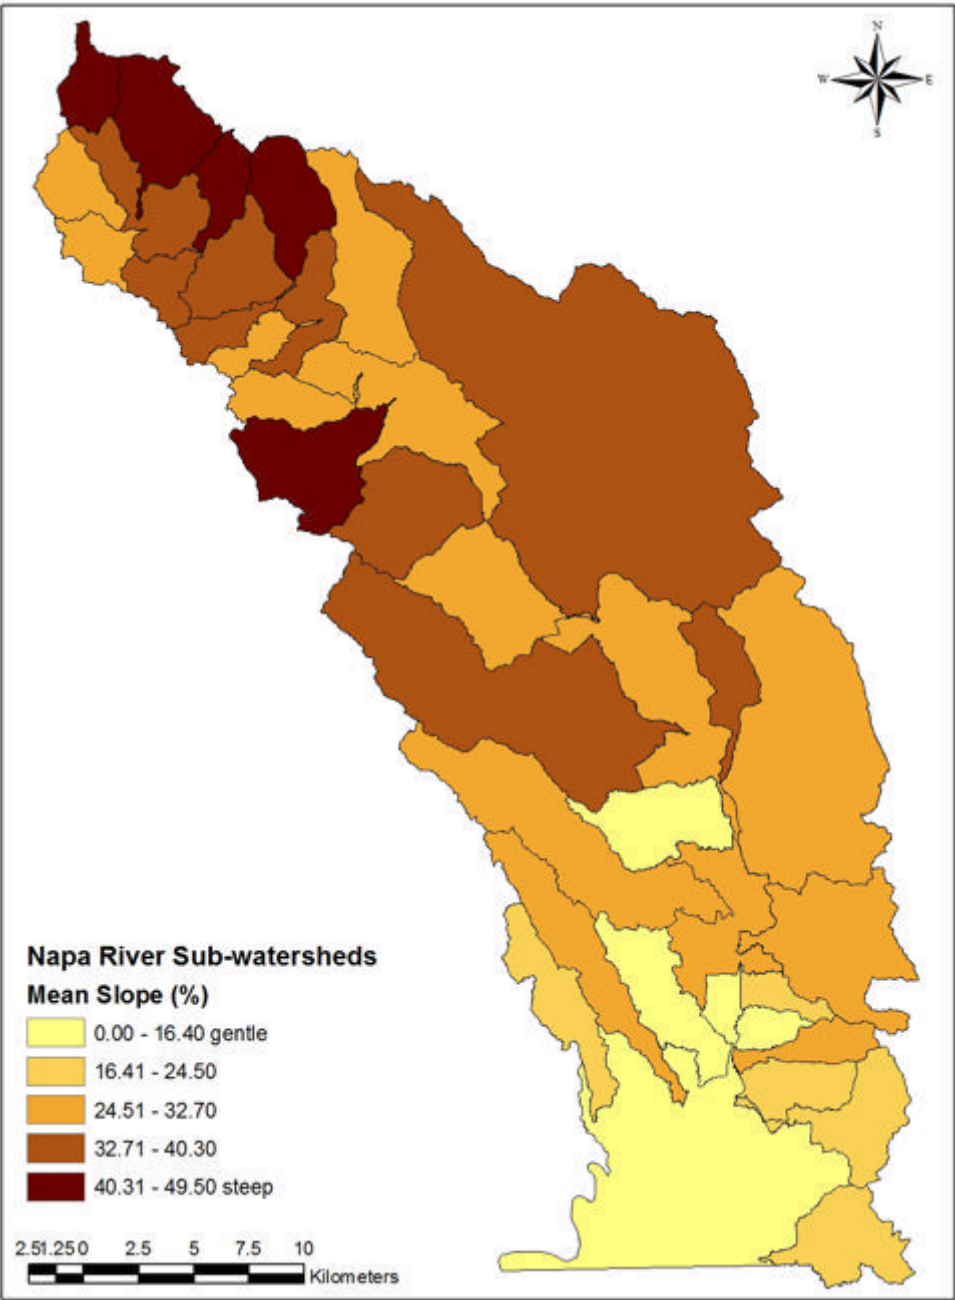 N
W E
S
Napa River Sub-watersheds
Mean Slope (%)
0.00 - 16.40 gentle
16.41 - 24.50
24.51 - 32.70
32.71 - 40.30
40.31 - 49.50 steep
2.51.25 0 2.5 5 7.5 10
Kilometers